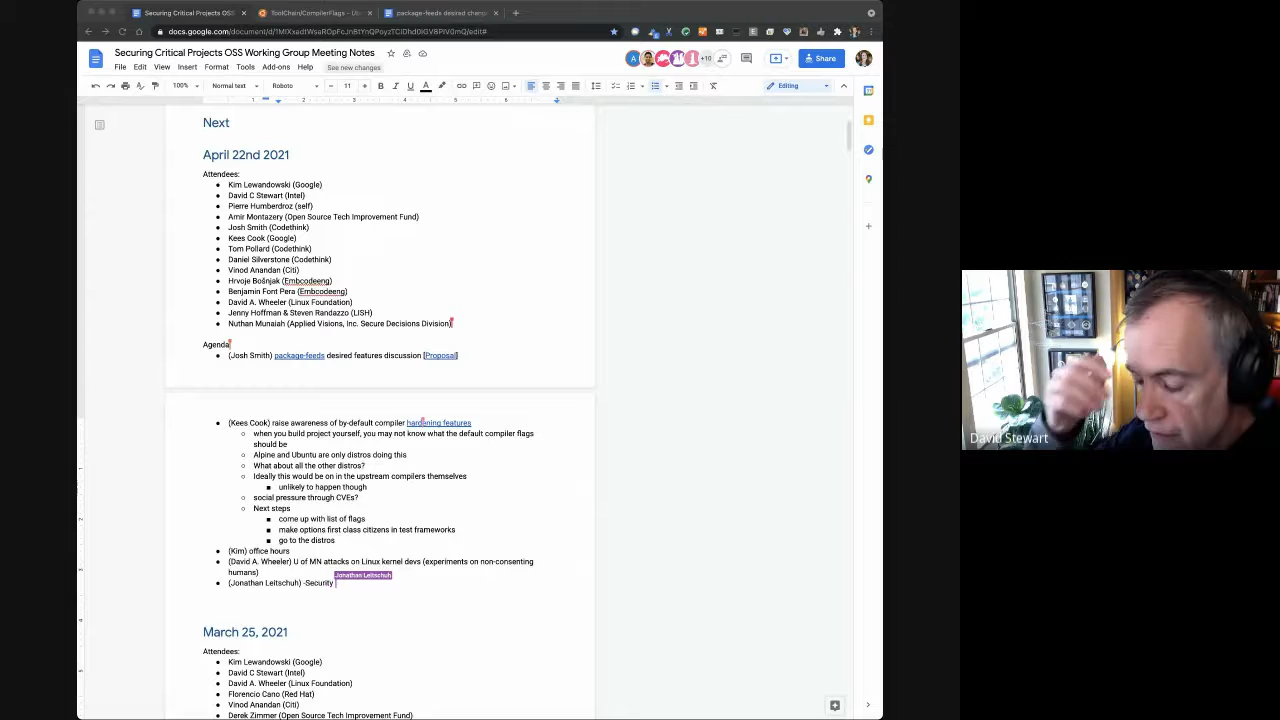 Securing Critical Projects OSS
ToolChain/CompilerFlags - Ub
package-feeds desired chang
Securing Critical Projects OSS Working Group Meeting Notes
+10
Share
File Edit View Insert Format Tools Add-ons Help
See new changes
100% Normal text Roboto 11 B I U A Editing
Next
April 22nd 2021
Attendees:
Kim Lewandowski (Google)
David C Stewart (Intel)
Pierre Humberdroz (self)
Amir Montazery (Open Source Tech Improvement Fund)
Josh Smith (Codethink)
Kees Cook (Google)
Tom Pollard (Codethink)
Daniel Silverstone (Codethink)
Vinod Anandan (Citi)
Hrvoje Bošnjak (Embcodeeng)
Benjamin Font Pera (Embcodeeng)
David A. Wheeler (Linux Foundation)
Jenny Hoffman & Steven Randazzo (LISH)
Nuthan Munaiah (Applied Visions, Inc. Secure Decisions Division)
Agenda
(Josh Smith) package-feeds desired features discussion [Proposal]
(Kees Cook) raise awareness of by-default compiler hardening features
when you build project yourself, you may not know what the default compiler flags
should be
Alpine and Ubuntu are only distros doing this
What about all the other distros?
Ideally this would be on in the upstream compilers themselves
unlikely to happen though
social pressure through CVEs?
Next steps
come up with list of flags
make options first class citizens in test frameworks
go to the distros
(Kim) office hours
(David A. Wheeler) U of MN attacks on Linux kernel devs (experiments on non-consenting
humans)
Jonathan Leitschuh
(Jonathan Leitschuh) -Security
March 25, 2021
Attendees:
Kim Lewandowski (Google)
David C Stewart (Intel)
David A. Wheeler (Linux Foundation)
Florencio Cano (Red Hat)
Vinod Anandan (Citi)
Derek Zimmer (Open Source Tech Improvement Fund)
David Stewart